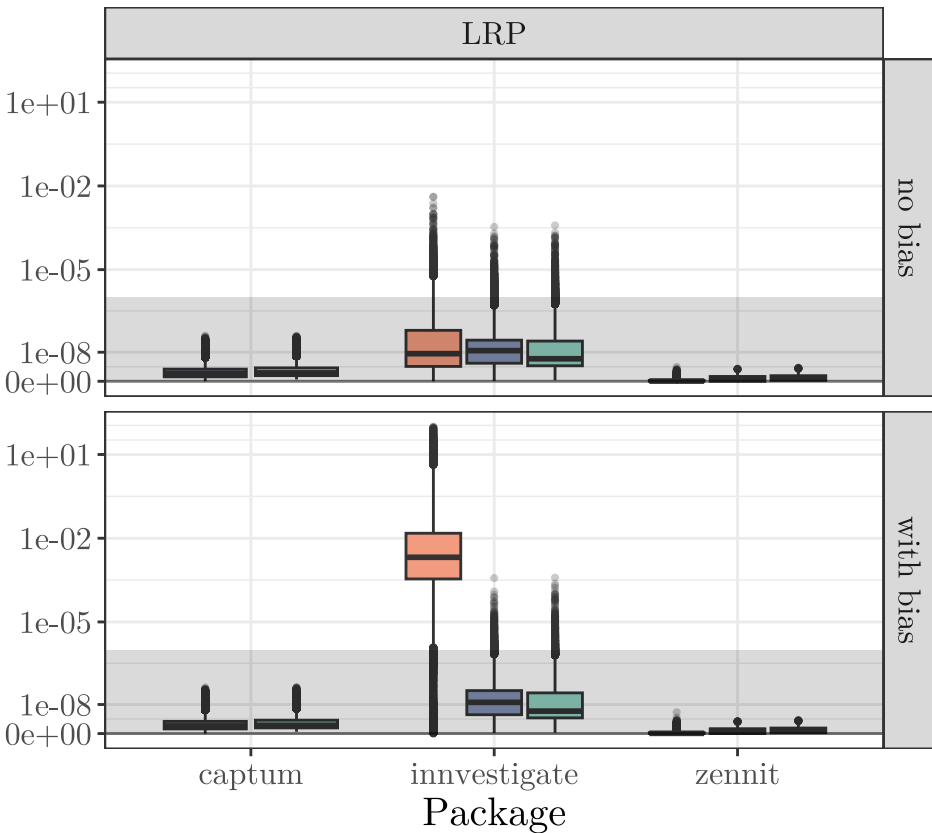 LRP
1e+01
1e-02
1e-05
1e-08
0e+00
no bias
1e+01
1e-02
1e-05
1e-08
0e+00
with bias
captum innvestigate zennit
Package